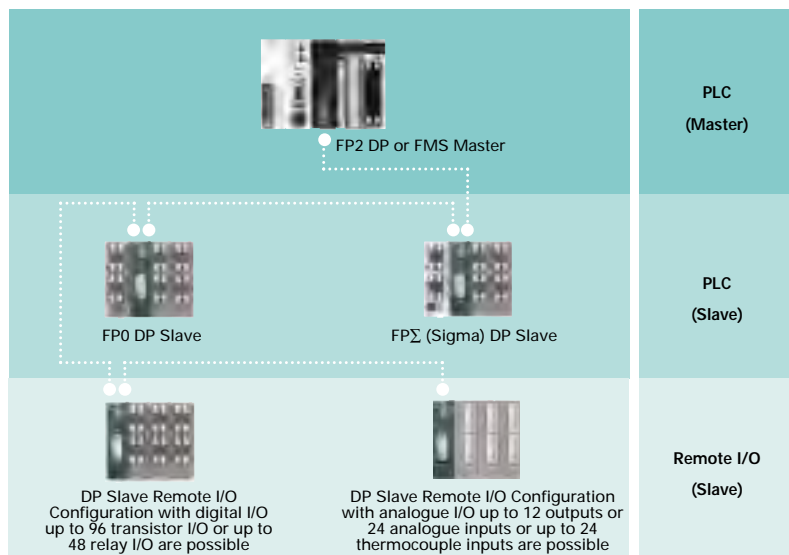 FP2 DP or FMS Master
PLC
(Master)
FP0 DP Slave
FPΣ (Sigma) DP Slave
PLC
(Slave)
DP Slave Remote I/O
Configuration with digital I/O
up to 96 transistor I/O or up to
48 relay I/O are possible
DP Slave Remote I/O Configuration
with analogue I/O up to 12 outputs or
24 analogue inputs or up to 24
thermocouple inputs are possible
Remote I/O
(Slave)